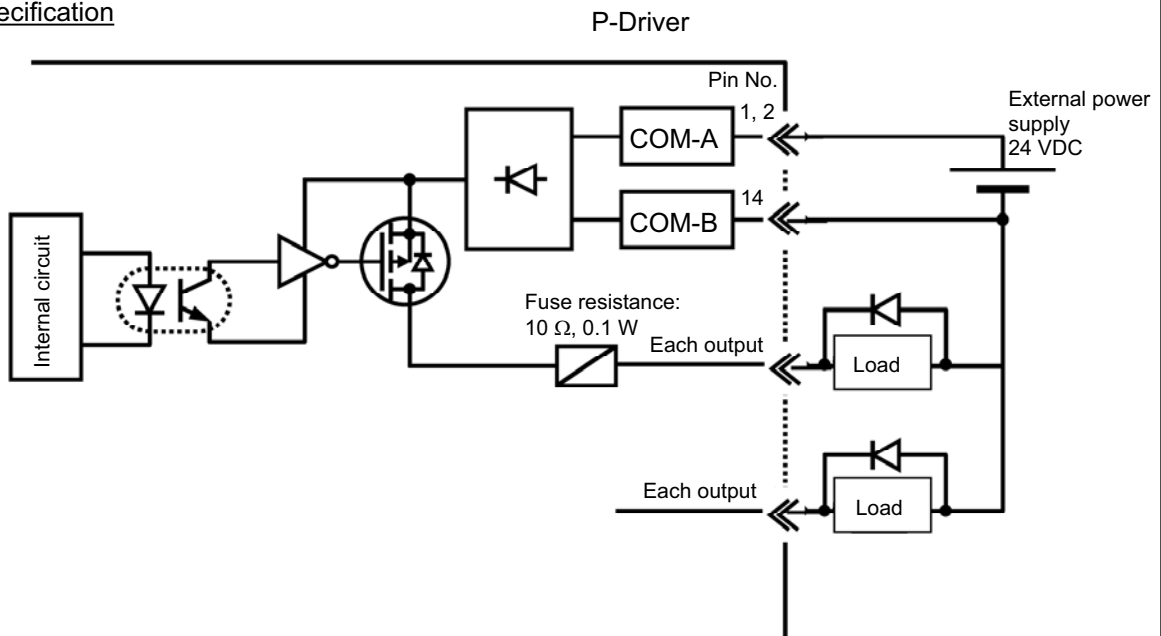 ecification
P-Driver
Pin No.
1, 2
External power
supply
24 VDC
COM-A
14
COM-B
Internal circuit
Fuse resistance:
10 Ω, 0.1 W
Each output
Load
Each output
Load